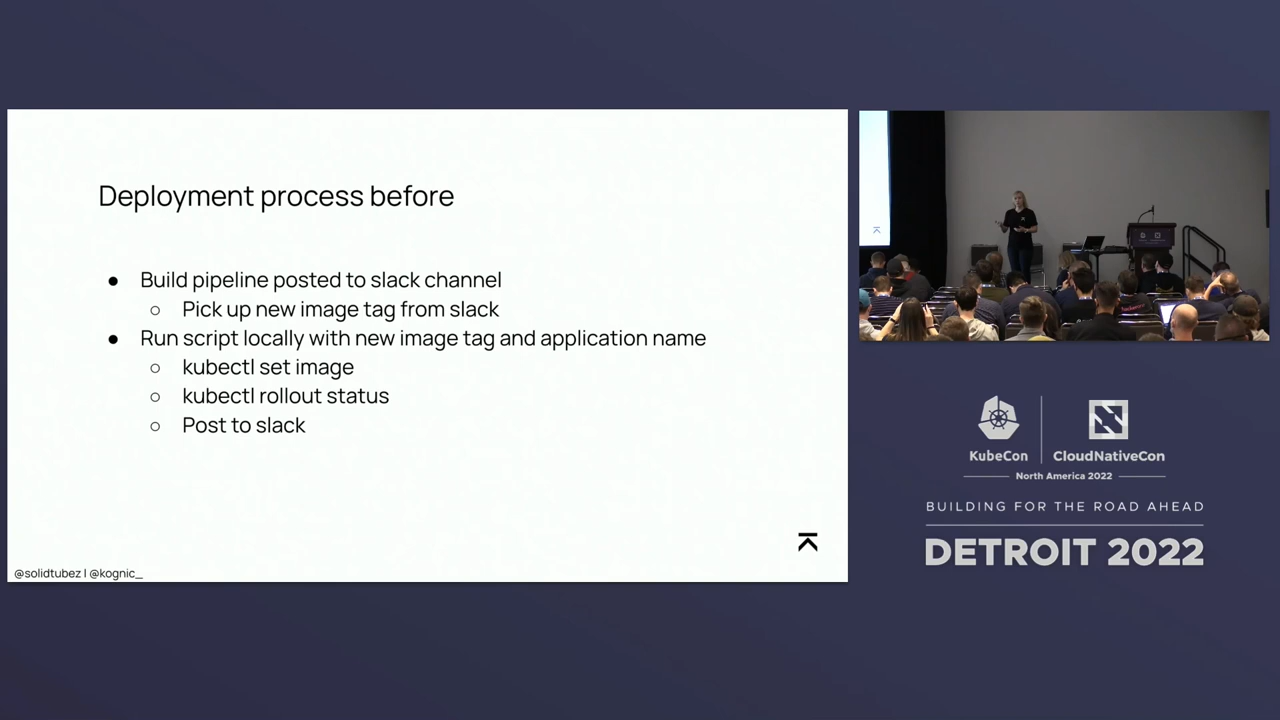 Deployment process before
● Build pipeline posted to slack channel
○ Pick up new image tag from slack
● Run script locally with new image tag and application name
○ kubectl set image
○ kubectl rollout status
○ Post to slack
@solidtubez | @kognic_
KubeCon
CloudNativeCon
North America 2022
BUILDING FOR THE ROAD AHEAD
DETROIT 2022